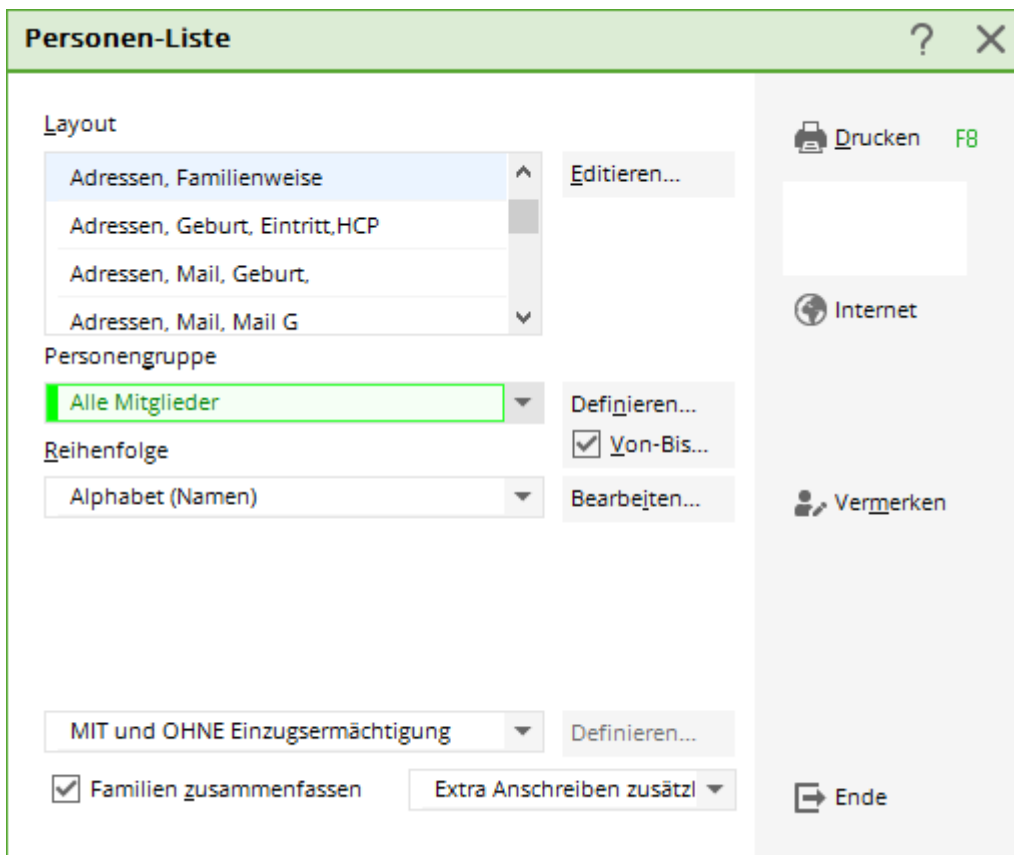 Personen-Liste
Layout
Adressen, Familienweise
Adressen, Geburt, Eintritt,HCP
Adressen, Mail, Geburt,
Adressen, Mail, Mail G
Editieren...
Personengruppe
Alle Mitglieder
Definieren...
Von-Bis...
Reihenfolge
Alphabet (Namen)
Bearbeiten...
MIT und OHNE Einzugsermächtigung
Definieren...
Familien zusammenfassen
Extra Anschreiben zusätzl
Drucken F8
Internet
Vermerken
Ende